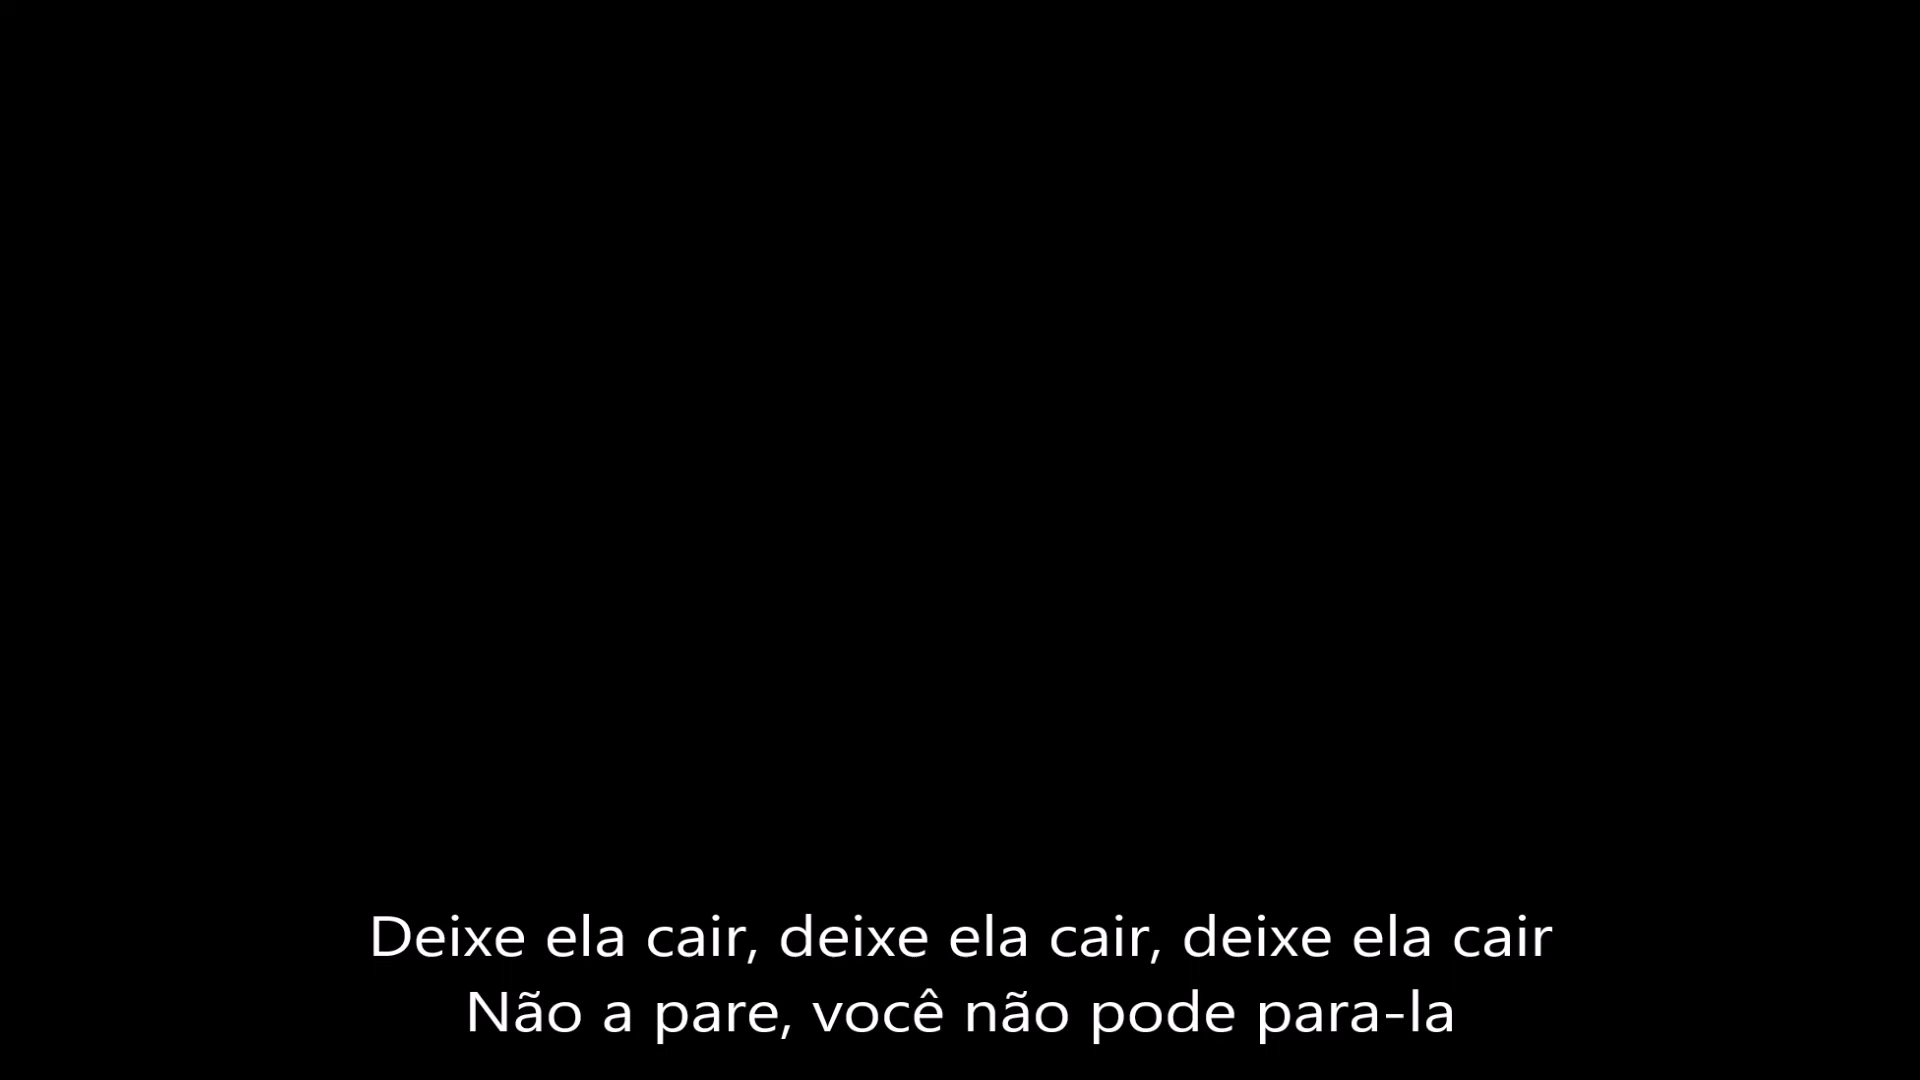 Deixe ela cair, deixe ela cair, deixe ela cair
Não a pare, você não pode para-la